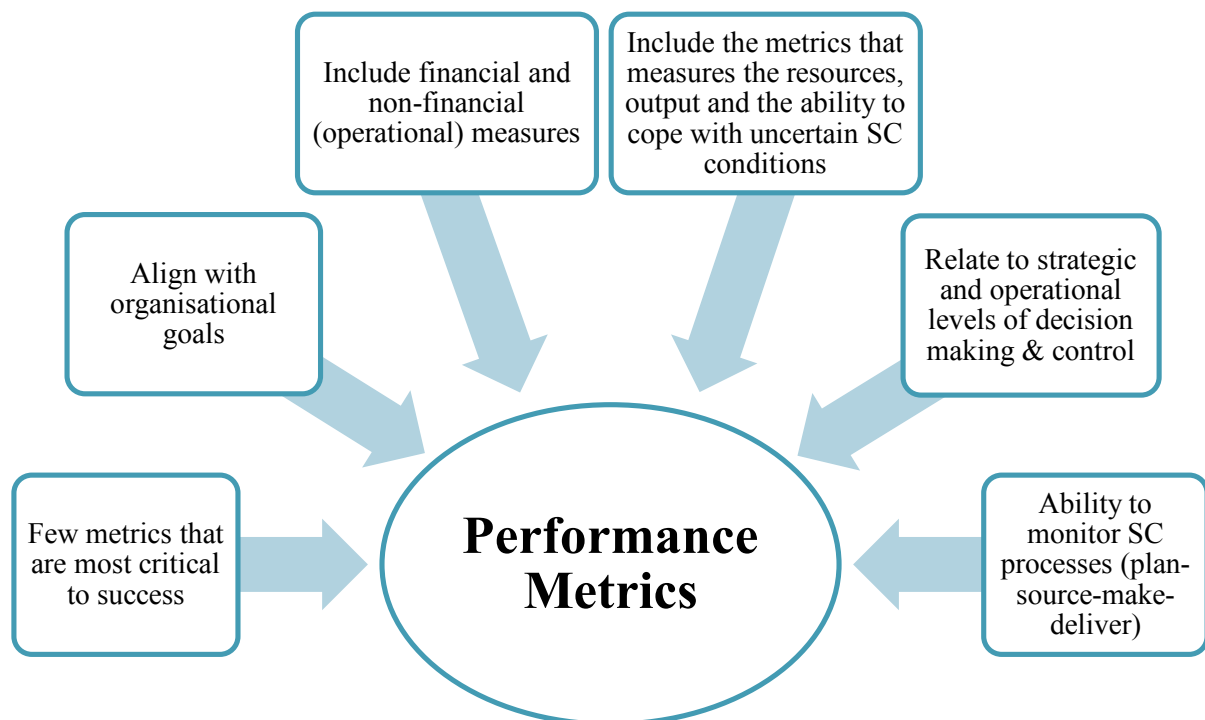 Few metrics that
are most critical
to success
Align with
organisational
goals
Include financial and
non-financial
(operational) measures
Include the metrics that
measures the resources,
output and the ability to
cope with uncertain SC
conditions
Relate to strategic
and operational
levels of decision
making & control
Ability to
monitor SC
processes (plan-
source-make-
deliver)
Performance
Metrics